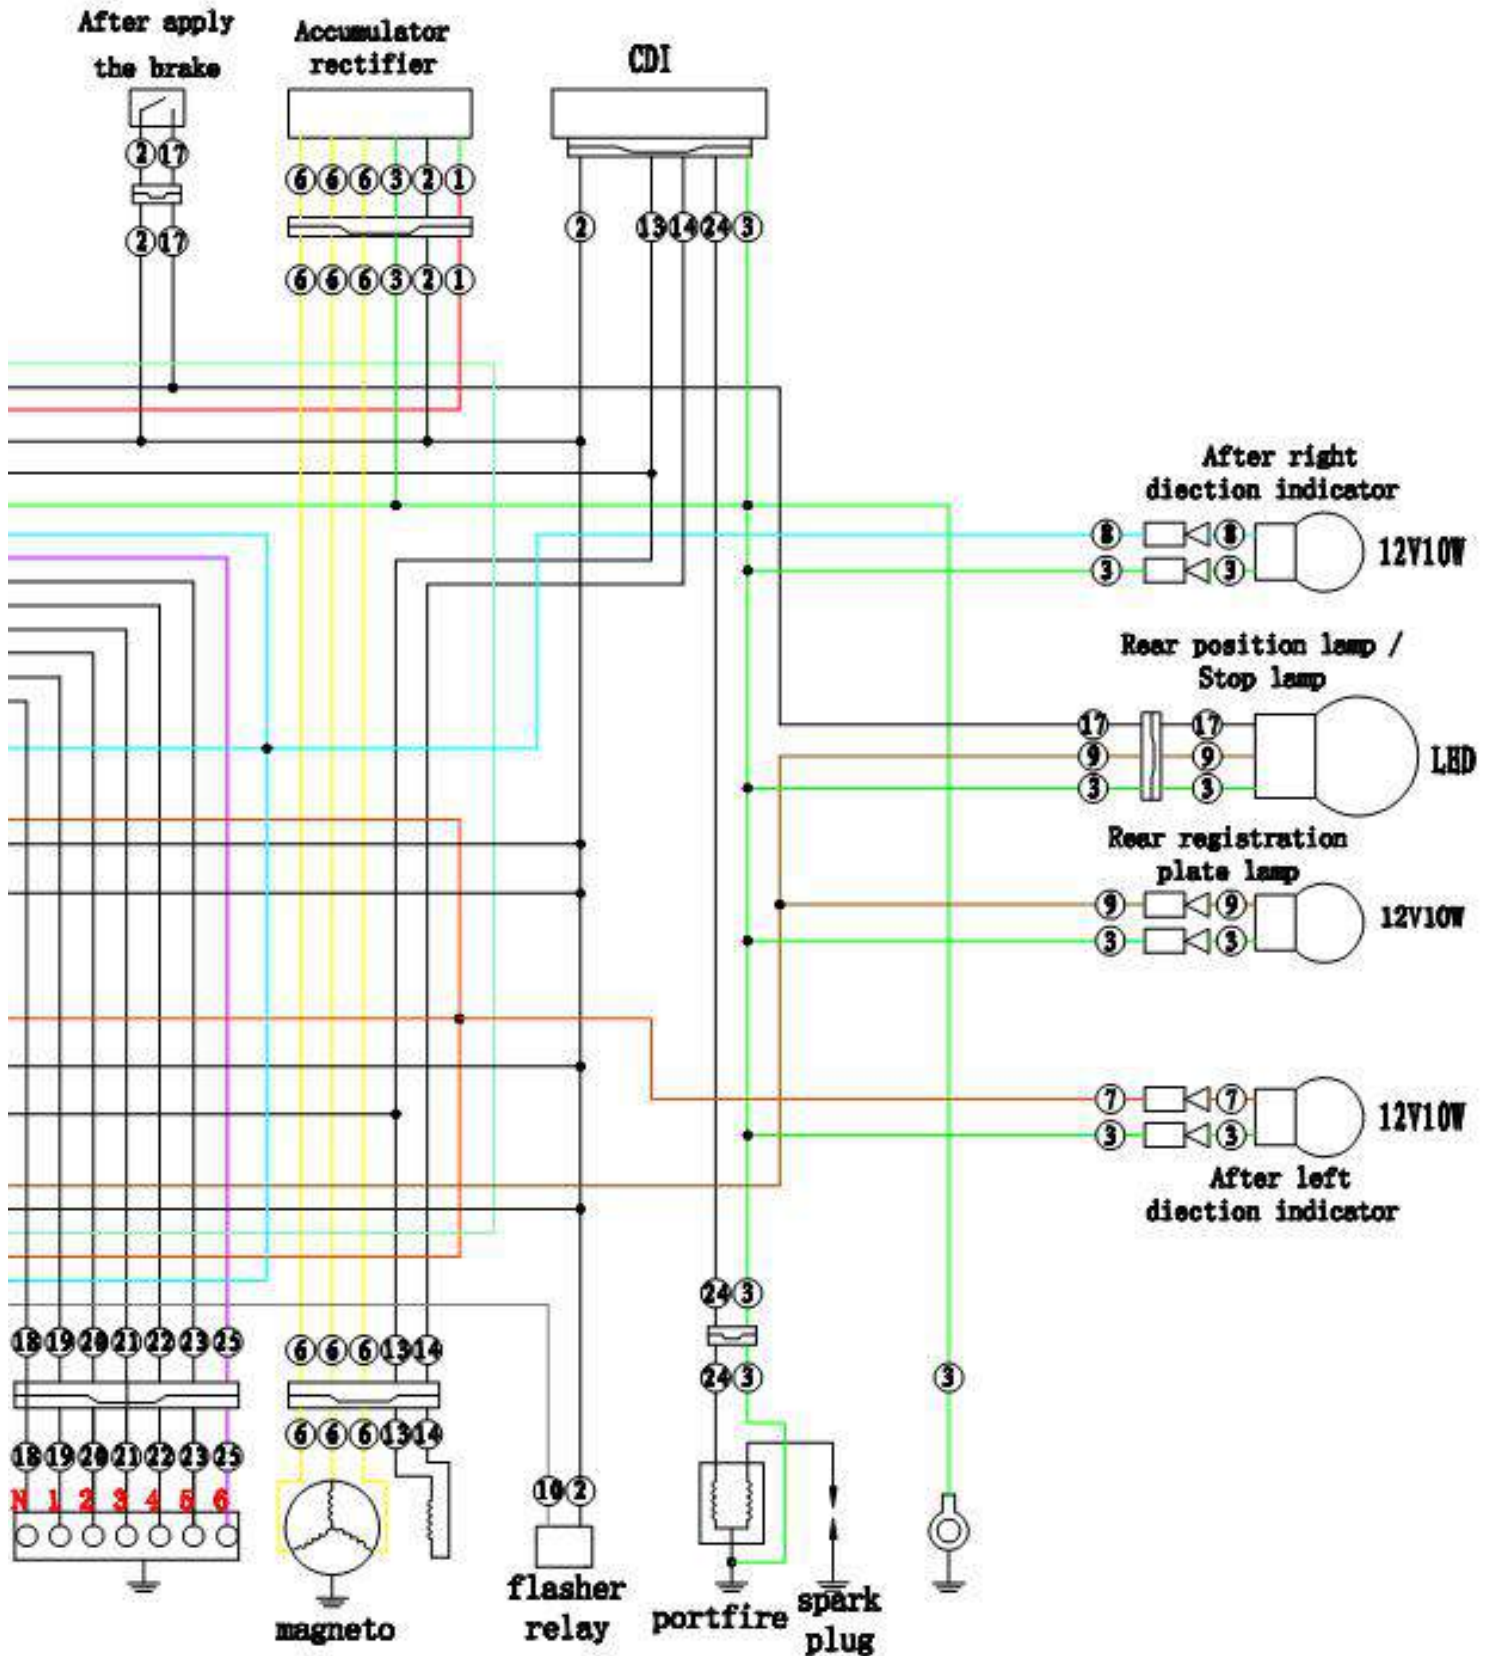 After apply
the brake
Accumulator
rectifier
CDI
2 17
6 6 6 3 2 1
2 13 14 24 3
2 17
6 6 6 3 2 1
After right
diection indicator
8 8
12V10W
3 3
Rear position lamp /
Stop lamp
17 17
9 9
LED
3 3
Rear registration
plate lamp
9 9
12V10W
3 3
7 7
12V10W
3 3
After left
diection indicator
24 3
18 19 20 21 22 23 25
6 6 6 13 14
24 3
3
6 6 6 13 14
18 19 20 21 22 23 25
N 1 2 3 4 5 6
10 2
flasher
relay
portfire
spark
plug
magneto